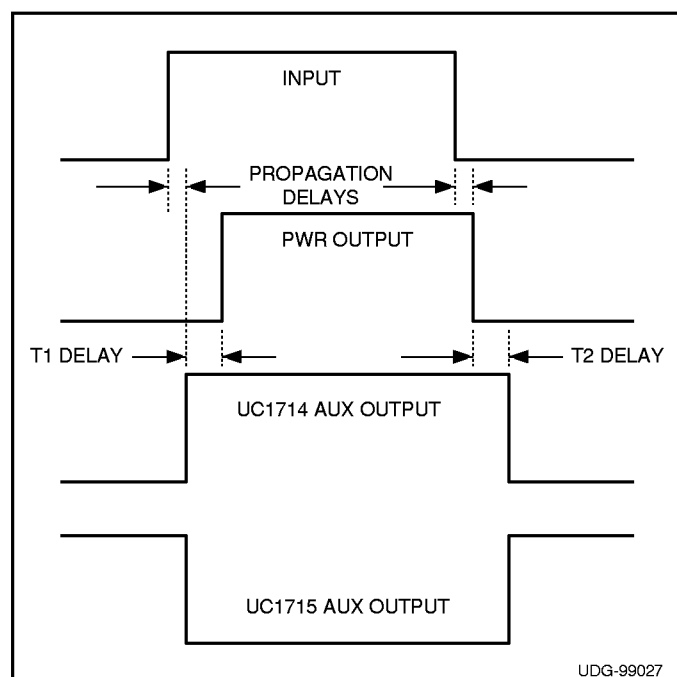 INPUT
PROPAGATION
DELAYS
PWR OUTPUT
T1 DELAY
T2 DELAY
UC1714 AUX OUTPUT
UC1715 AUX OUTPUT
UDG-99027